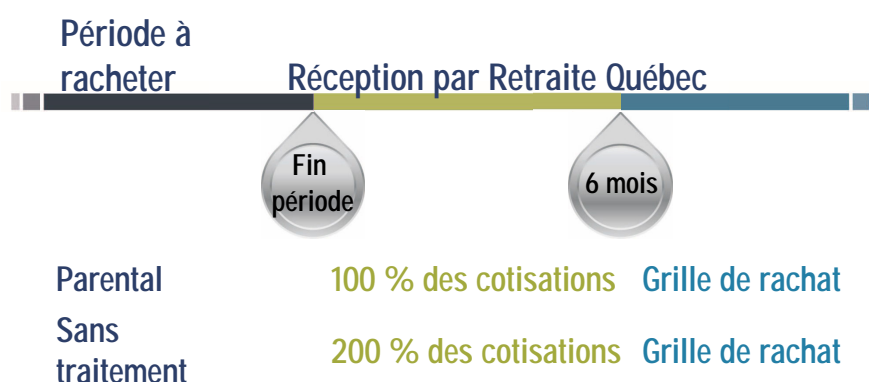 Période à
racheter
Réception par Retraite Québec
Fin
période
6 mois
Parental
100 % des cotisations
Grille de rachat
Sans
traitement
200 % des cotisations
Grille de rachat